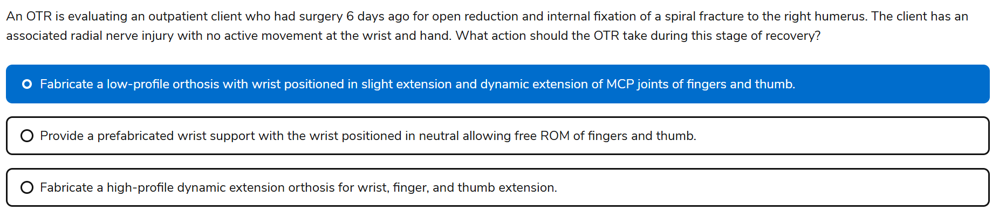 An OTR is evaluating an outpatient client who had surgery 6 days ago for open reduction and internal fixation of a spiral fracture to the right humerus. The client has an
associated radial nerve injury with no active movement at the wrist and hand. What action should the OTR take during this stage of recovery?
Fabricate a low-profile orthosis with wrist positioned in slight extension and dynamic extension of MCP joints of fingers and thumb.
Provide a prefabricated wrist support with the wrist positioned in neutral allowing free ROM of fingers and thumb.
Fabricate a high-profile dynamic extension orthosis for wrist, finger, and thumb extension.